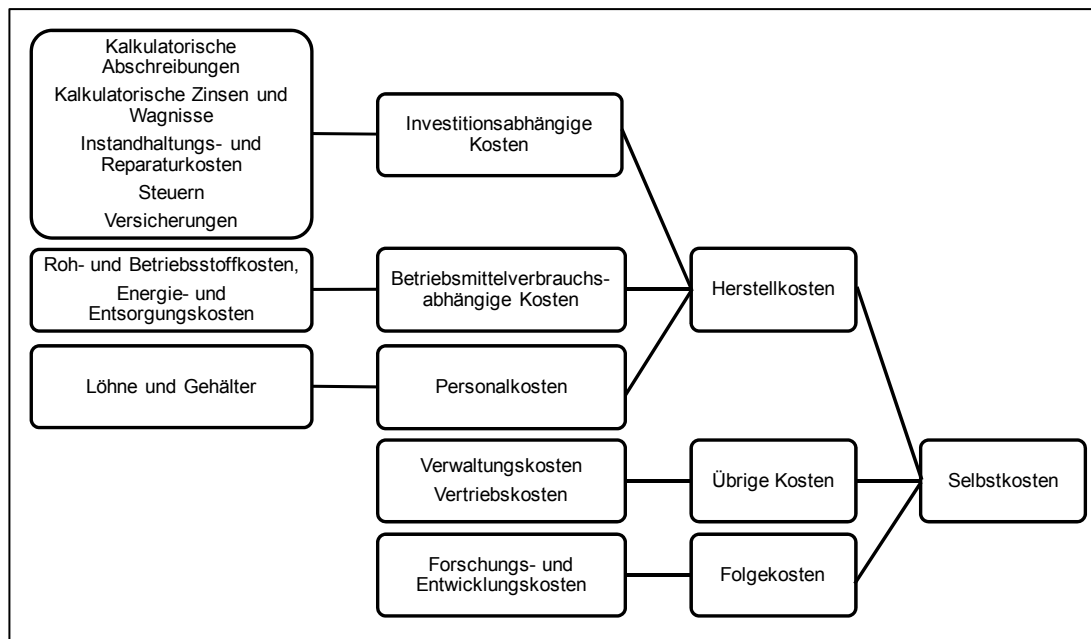 Kalkulatorische
Abschreibungen
Kalkulatorische Zinsen und
Wagnisse
Instandhaltungs- und
Reparaturkosten
Steuern
Versicherungen
Investitionsabhängige
Kosten
Roh- und Betriebsstoffkosten,
Energie- und
Entsorgungskosten
Betriebsmittelverbrauchs-
abhängige Kosten
Herstellkosten
Löhne und Gehälter
Personalkosten
Verwaltungskosten
Vertriebskosten
Übrige Kosten
Selbstkosten
Forschungs- und
Entwicklungskosten
Folgekosten